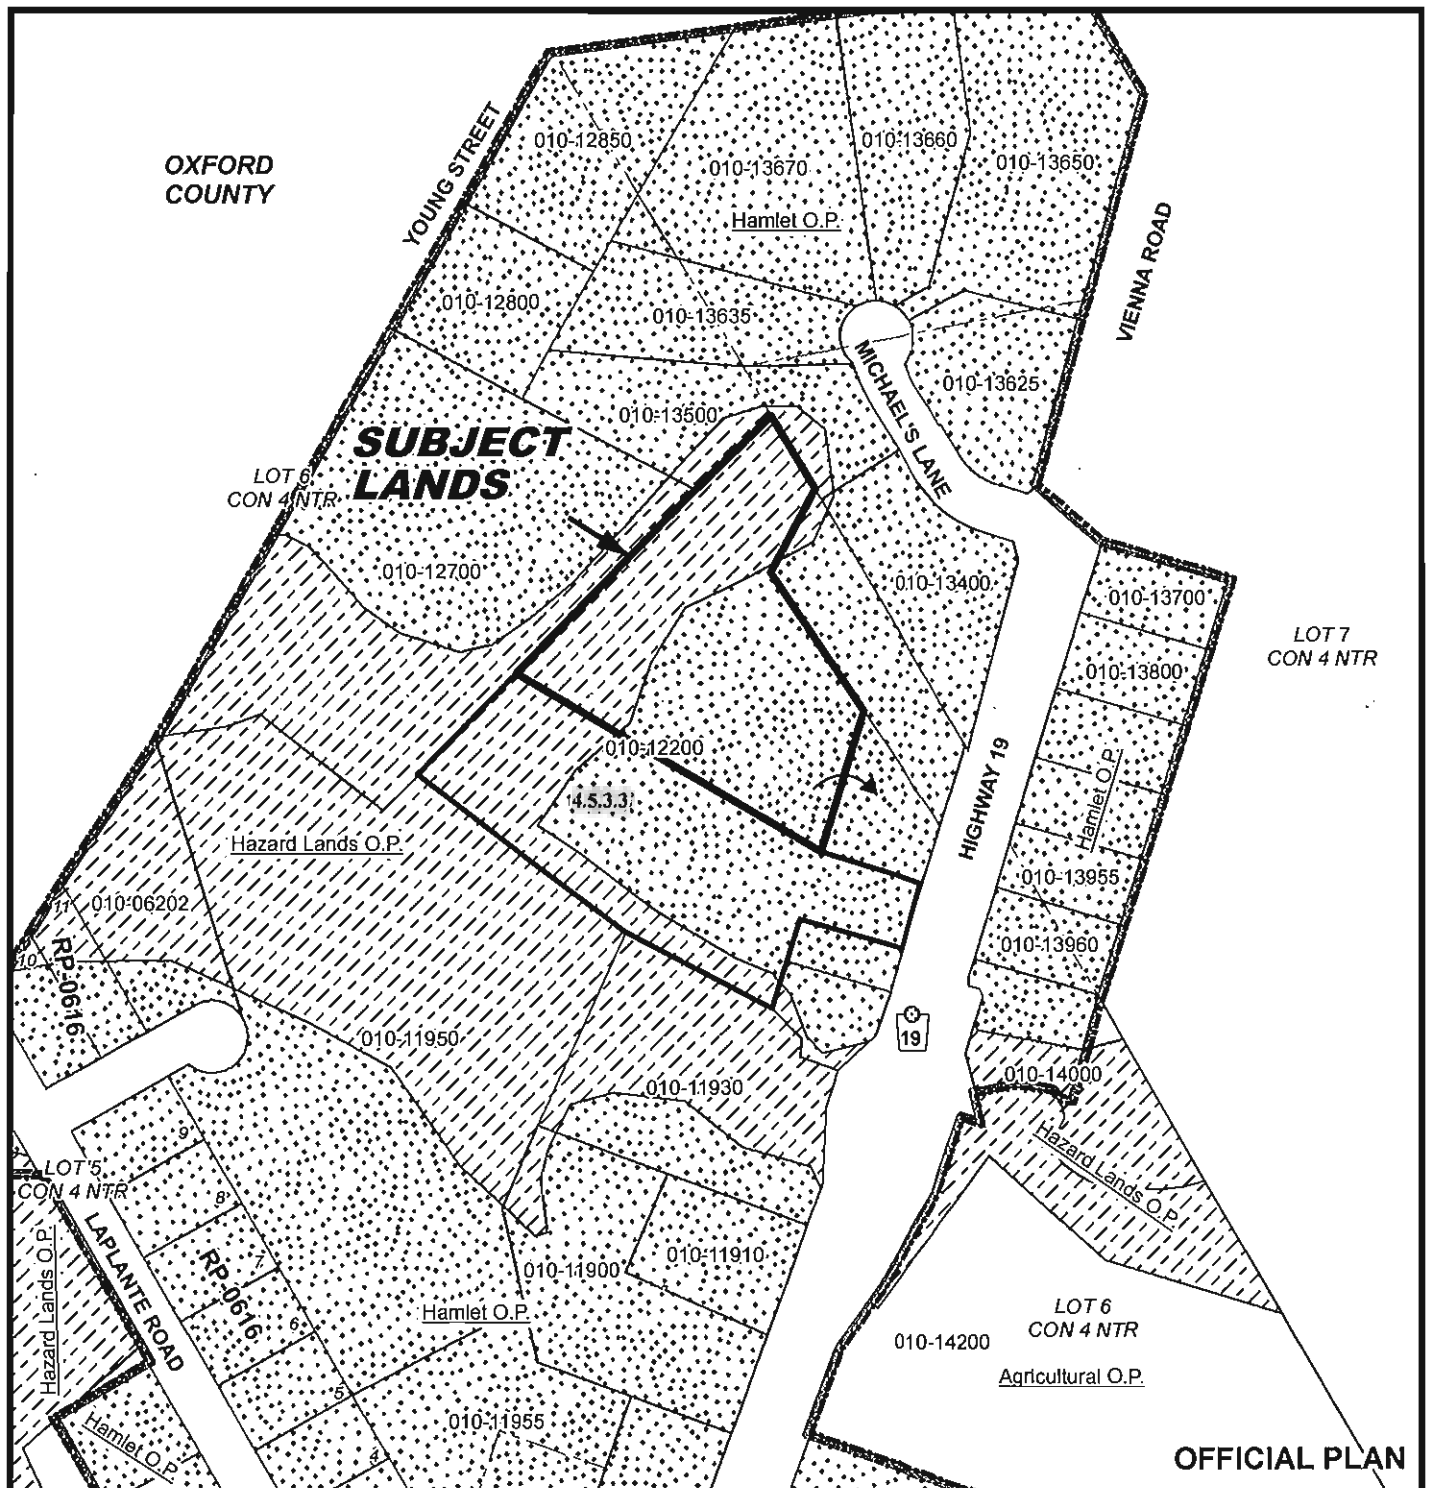 OXFORD
COUNTY
YOUNG STREET
010-12850
010-13670
010-13660
010-13650
Hamlet O.P.
VIENNA ROAD
010-12800
010-13635
010-13625
MICHAEL'S LANE
010-13500
SUBJECT
LANDS
LOT 6
CON 4 NTR
010-12700
010-13400
010-13700
LOT 7
CON 4 NTR
010-13800
010-12200
HIGHWAY 19
Hamlet O.P.
4.5.3.3
Hazard Lands O.P.
010-13955
11
010-06202
010-13960
10
RP-0616
19
010-11950
010-11930
010-14000
9
Hazard Lands O.P.
LOT 5
CON 4 NTR
8
Hazard Lands O.P.
LAPLANTE ROAD
7
RP-0616
010-11900
010-11910
6
Hamlet O.P.
LOT 6
CON 4 NTR
010-14200
Agricultural O.P.
5
010-11955
Hamlet O.P.
4
OFFICIAL PLAN